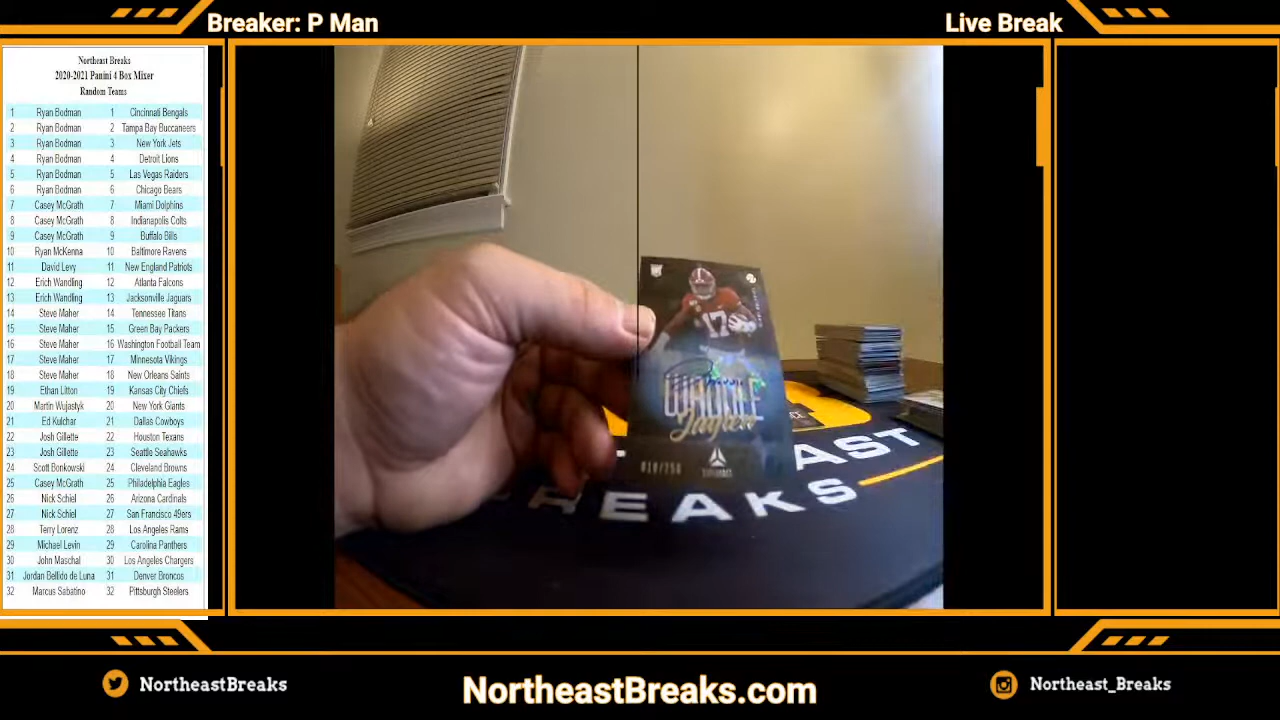 Breaker: P Man
Live Break
Northeast Breaks
2020-2021 Panini 4 Box Mixer
Random Teams
1 Ryan Bodman 1 Cincinnati Bengals
2 Ryan Bodman 2 Tampa Bay Buccaneers
3 Ryan Bodman 3 New York Jets
4 Ryan Bodman 4 Detroit Lions
5 Ryan Bodman 5 Las Vegas Raiders
6 Ryan Bodman 6 Chicago Bears
7 Casey McGrath 7 Miami Dolphins
8 Casey McGrath 8 Indianapolis Colts
9 Casey McGrath 9 Buffalo Bills
10 Ryan McKenna 10 Baltimore Ravens
11 David Levy 11 New England Patriots
12 Erich Wandling 12 Atlanta Falcons
13 Erich Wandling 13 Jacksonville Jaguars
14 Steve Maher 14 Tennessee Titans
15 Steve Maher 15 Green Bay Packers
16 Steve Maher 16 Washington Football Team
17 Steve Maher 17 Minnesota Vikings
18 Steve Maher 18 New Orleans Saints
19 Ethan Litton 19 Kansas City Chiefs
20 Martin Wujastyk 20 New York Giants
21 Ed Kulchar 21 Dallas Cowboys
22 Josh Gillette 22 Houston Texans
23 Josh Gillette 23 Seattle Seahawks
24 Scott Bonkowski 24 Cleveland Browns
25 Casey McGrath 25 Philadelphia Eagles
26 Nick Schiel 26 Arizona Cardinals
27 Nick Schiel 27 San Francisco 49ers
28 Terry Lorenz 28 Los Angeles Rams
29 Michael Levin 29 Carolina Panthers
30 John Maschal 30 Los Angeles Chargers
31 Jordan Bellido de Luna 31 Denver Broncos
32 Marcus Sabatino 32 Pittsburgh Steelers
17
WADDLE
Jaylen
AST
REAKS
NortheastBreaks
NortheastBreaks.com
Northeast_Breaks